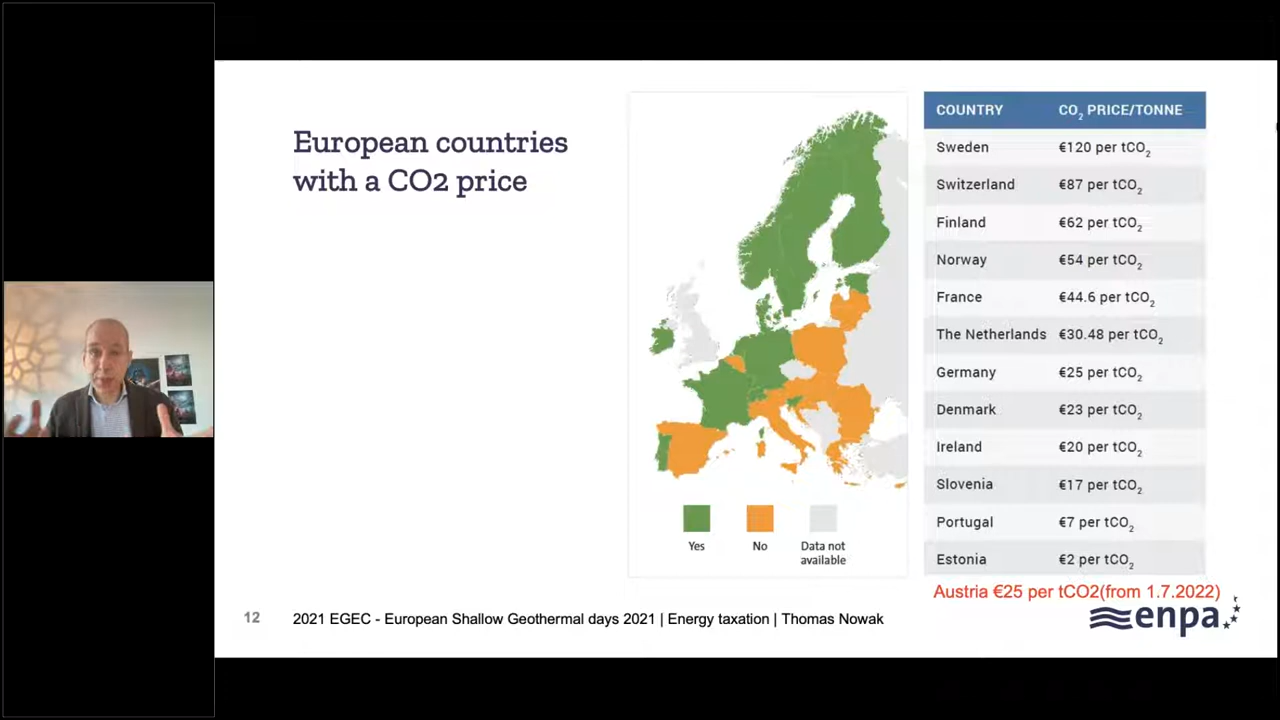 European countries
with a CO2 price
COUNTRY CO₂ PRICE/TONNE
Sweden €120 per tCO₂
Switzerland €87 per tCO₂
Finland €62 per tCO₂
Norway €54 per tCO₂
France €44.6 per tCO₂
The Netherlands €30.48 per tCO₂
Germany €25 per tCO₂
Denmark €23 per tCO₂
Ireland €20 per tCO₂
Slovenia €17 per tCO₂
Portugal €7 per tCO₂
Estonia €2 per tCO₂
Austria €25 per tCO2(from 1.7.2022)
Yes
No
Data not
available
12
2021 EGEC - European Shallow Geothermal days 2021 | Energy taxation | Thomas Nowak
enpa